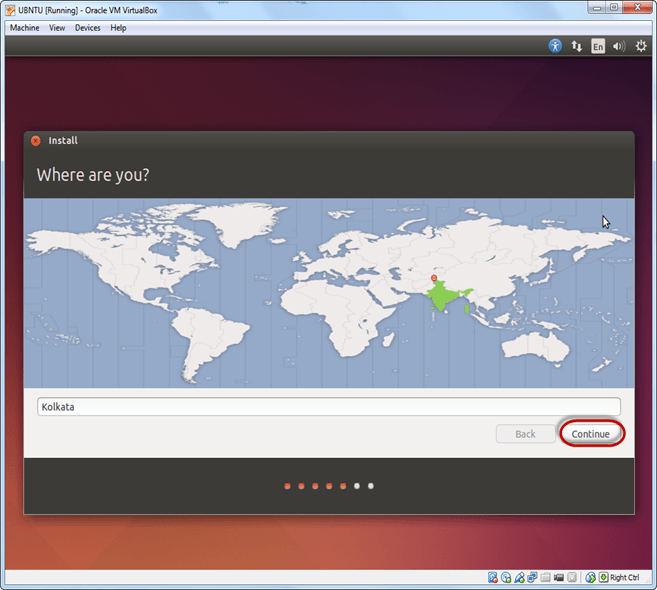 UBNTU [Running] - Oracle VM VirtualBox
Machine View Devices Help
En
Install
Where are you?
Kolkata
Back Continue
Right Ctrl